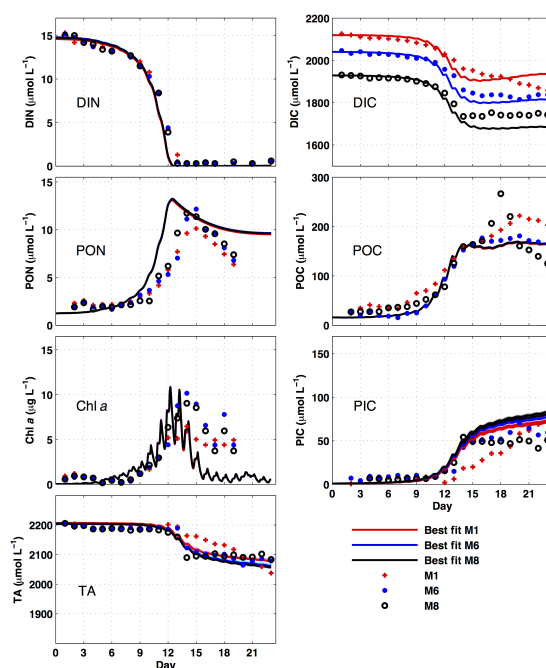 DIN (μmol L⁻¹)
15
10
5
0
DIN
DIC (μmol L⁻¹)
2200
2000
1800
1600
DIC
PON (μmol L⁻¹)
15
10
5
0
PON
POC (μmol L⁻¹)
300
200
100
0
POC
Chl a (μg L⁻¹)
15
10
5
0
Chl a
PIC (μmol L⁻¹)
150
100
50
0
PIC
0 3 6 9 12 15 18 21
Day
TA (μmol L⁻¹)
2200
2100
2000
1900
TA
0 3 6 9 12 15 18 21
Day
Best fit M1
Best fit M6
Best fit M8
M1
M6
M8